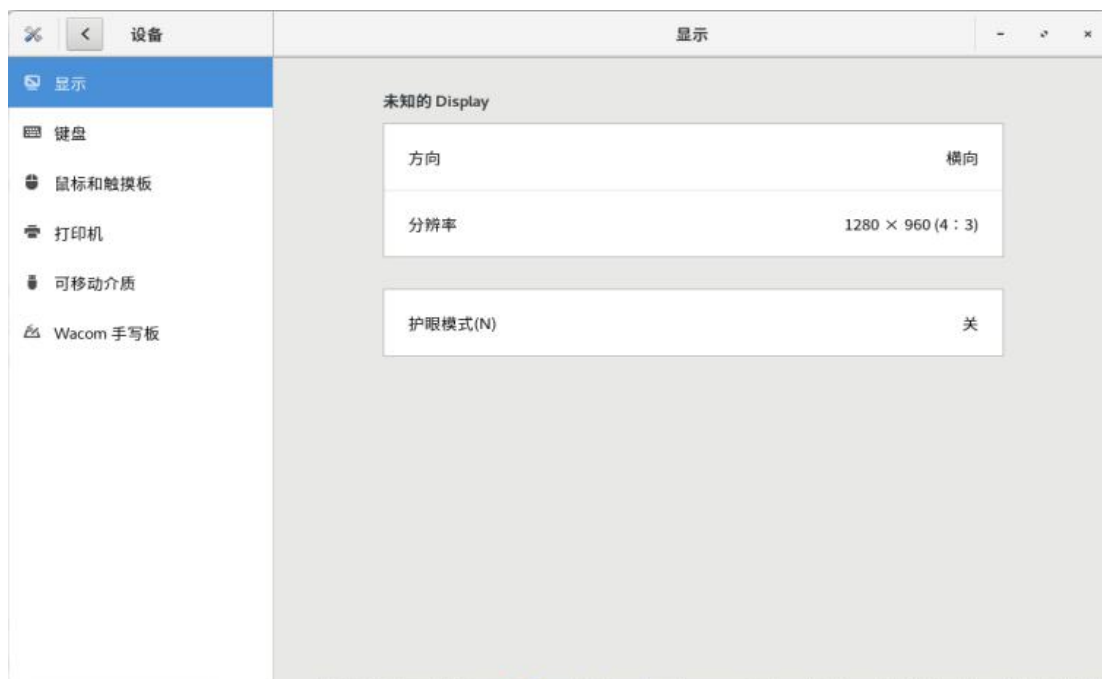 设备
显示
显示
键盘
鼠标和触摸板
打印机
可移动介质
Wacom 手写板
未知的 Display
方向 横向
分辨率 1280 × 960 (4：3)
护眼模式(N) 关